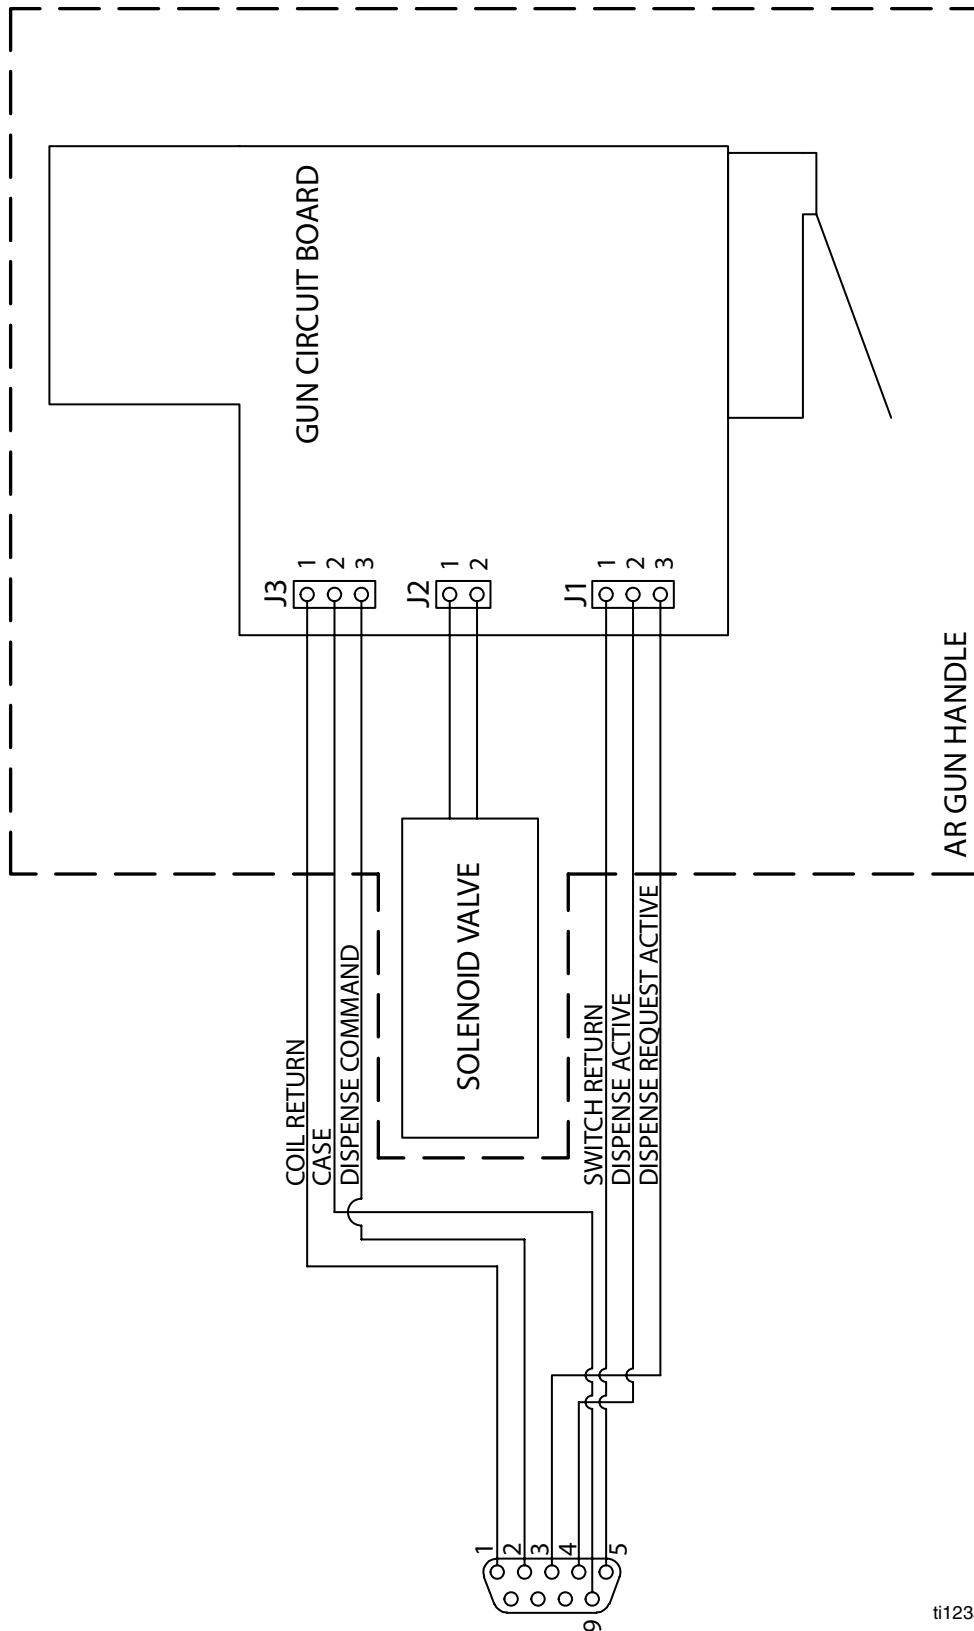 GUN CIRCUIT BOARD
J3
1
2
3
J2
1
2
J1
1
2
3
AR GUN HANDLE
SOLENOID VALVE
COIL RETURN
CASE
DISPENSE COMMAND
SWITCH RETURN
DISPENSE ACTIVE
DISPENSE REQUEST ACTIVE
1
2
3
4
5
9
ti123